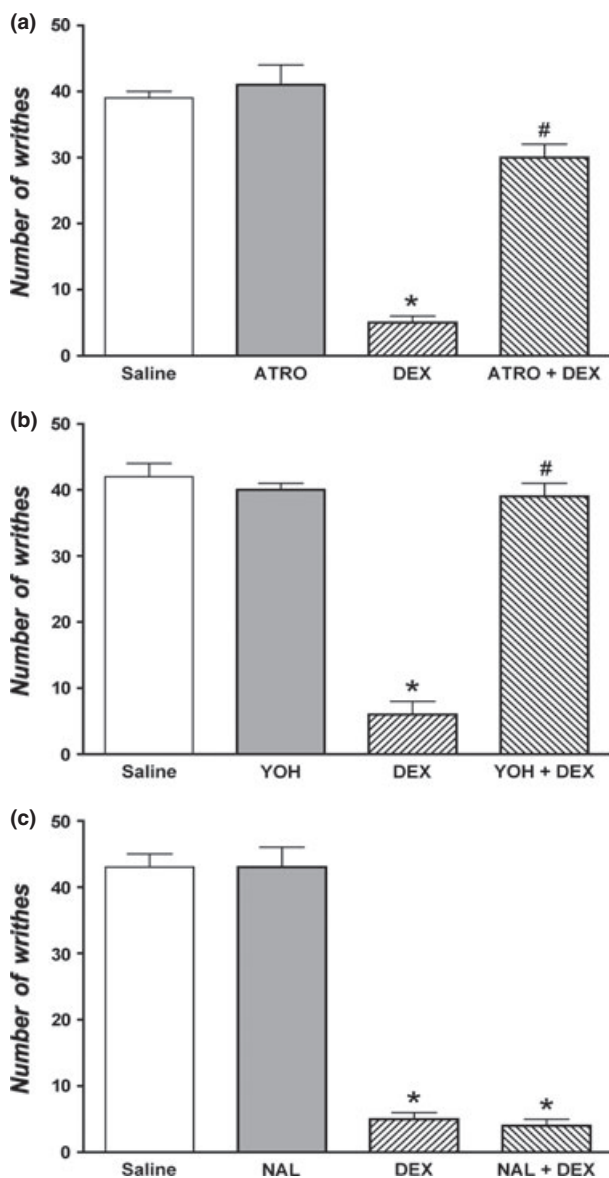 (a)
Number of writhes
50
40
30
20
10
0
*
#
Saline ATRO DEX ATRO + DEX
(b)
Number of writhes
50
40
30
20
10
0
*
#
Saline YOH DEX YOH + DEX
(c)
Number of writhes
50
40
30
20
10
0
*
*
Saline NAL DEX NAL + DEX